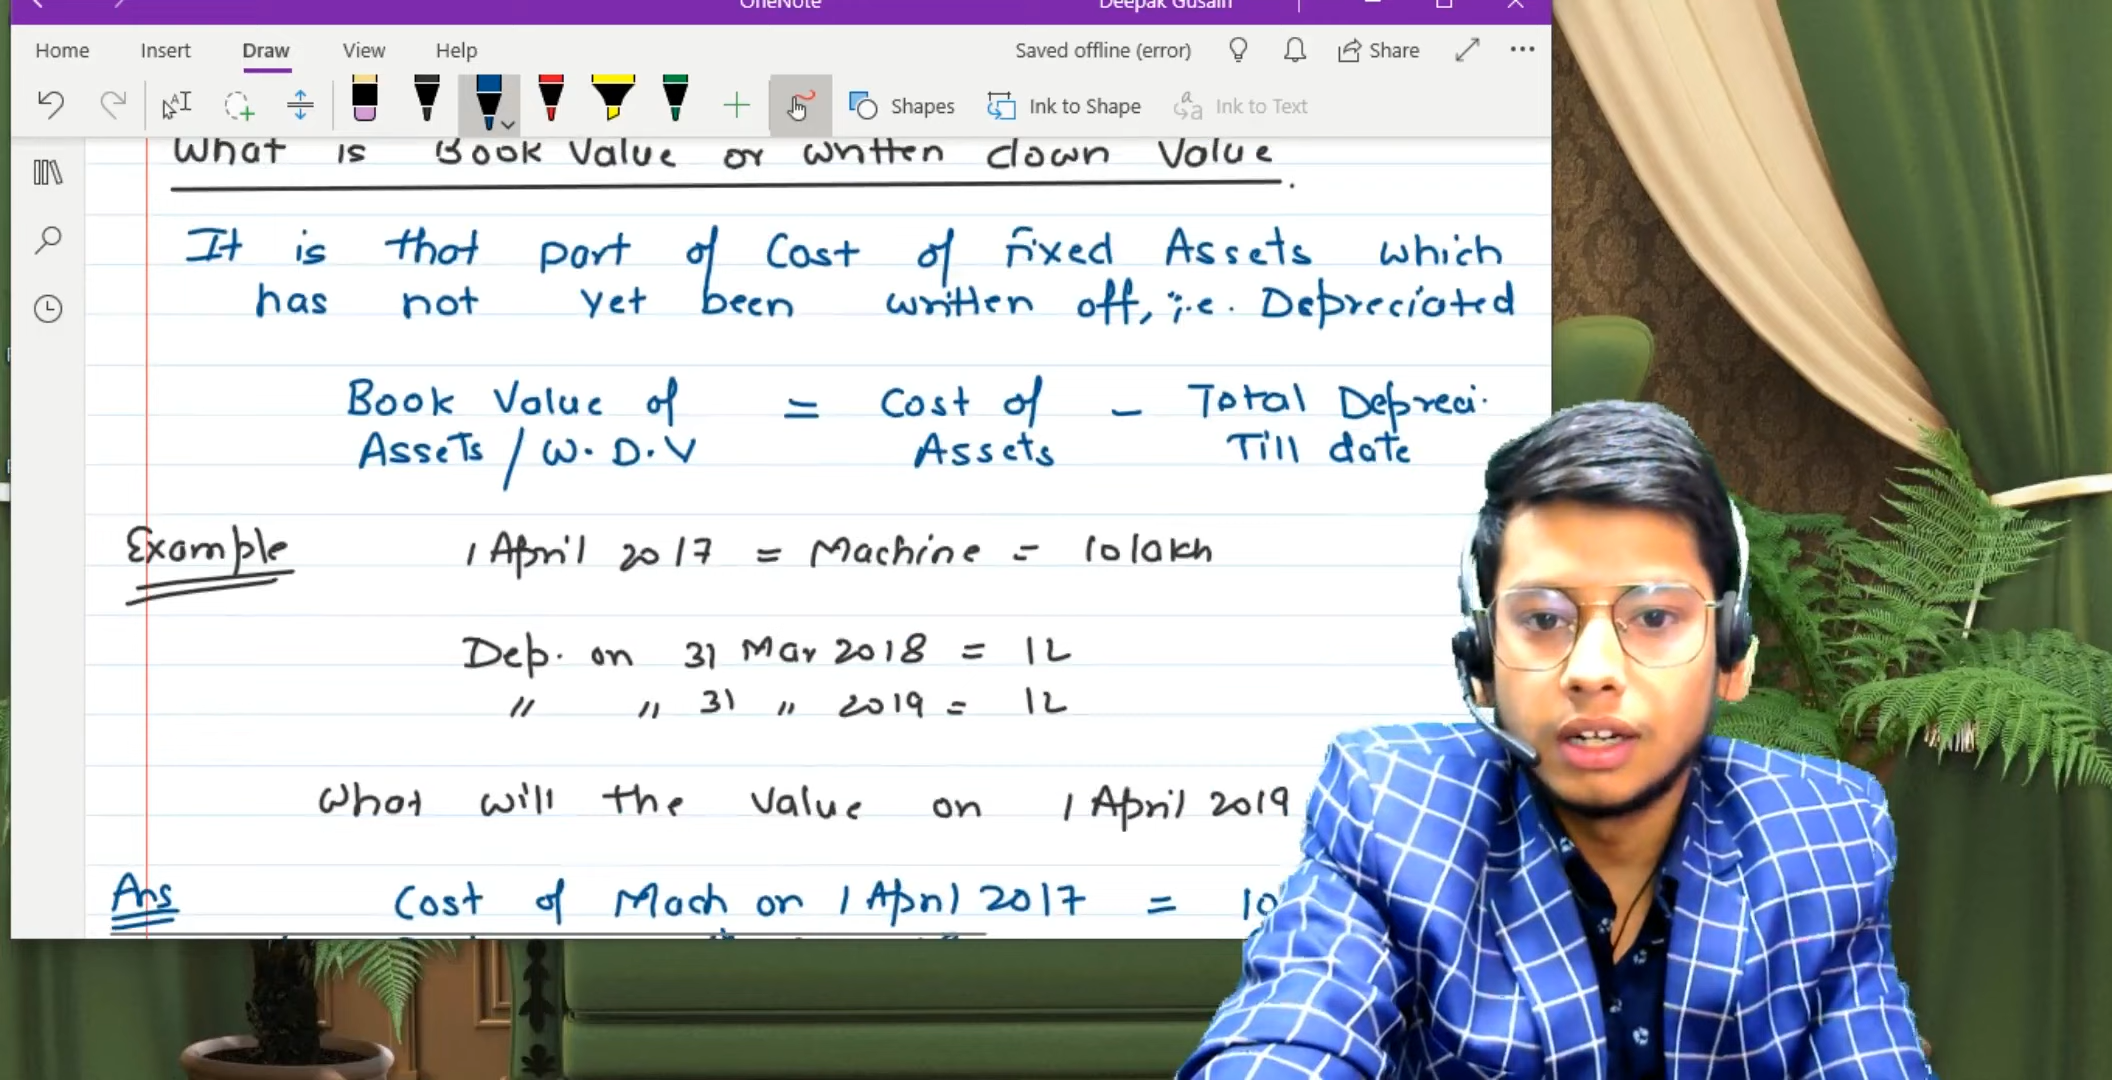 OneNote
Deepak Gusain
Home Insert Draw View Help
Saved offline (error)
Share
Shapes
Ink to Shape
Ink to Text
What is Book Value or written down Value.
It is that part of Cost of Fixed Assets which
has not yet been written off, i.e. Depreciated
Book Value of Assets / W.D.V = Cost of Assets - Total Depreci. Till date
Example 1 April 2017 = Machine = 10 lakh
Dep. on 31 Mar 2018 = 1L
" " 31 " 2019 = 1L
What will the Value on 1 April 2019
Ans Cost of Mach on 1 April 2017 = 10